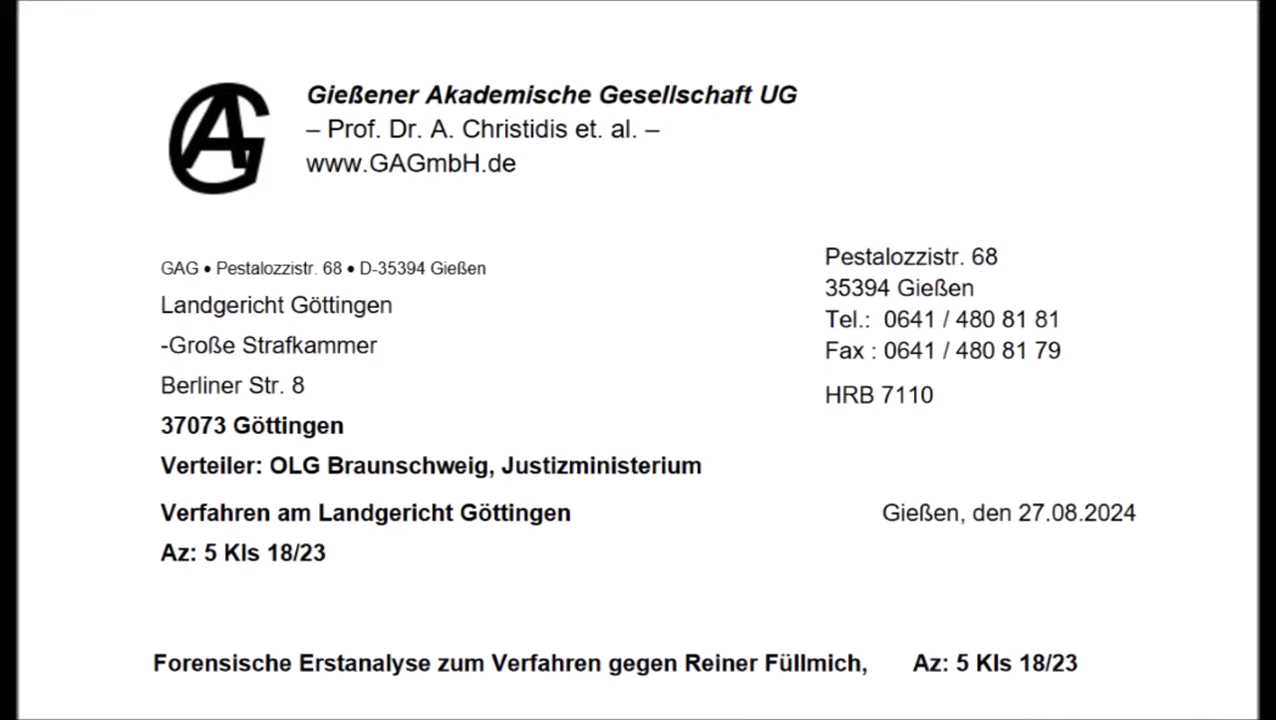 GAG
Gießener Akademische Gesellschaft UG
– Prof. Dr. A. Christidis et. al. –
www.GAGmbH.de
Pestalozzistr. 68
35394 Gießen
Tel.: 0641 / 480 81 81
Fax : 0641 / 480 81 79
HRB 7110
GAG • Pestalozzistr. 68 • D-35394 Gießen
Landgericht Göttingen
-Große Strafkammer
Berliner Str. 8
37073 Göttingen
Verteiler: OLG Braunschweig, Justizministerium
Verfahren am Landgericht Göttingen
Gießen, den 27.08.2024
Az: 5 Kls 18/23
Forensische Erstanalyse zum Verfahren gegen Reiner Füllmich, Az: 5 Kls 18/23